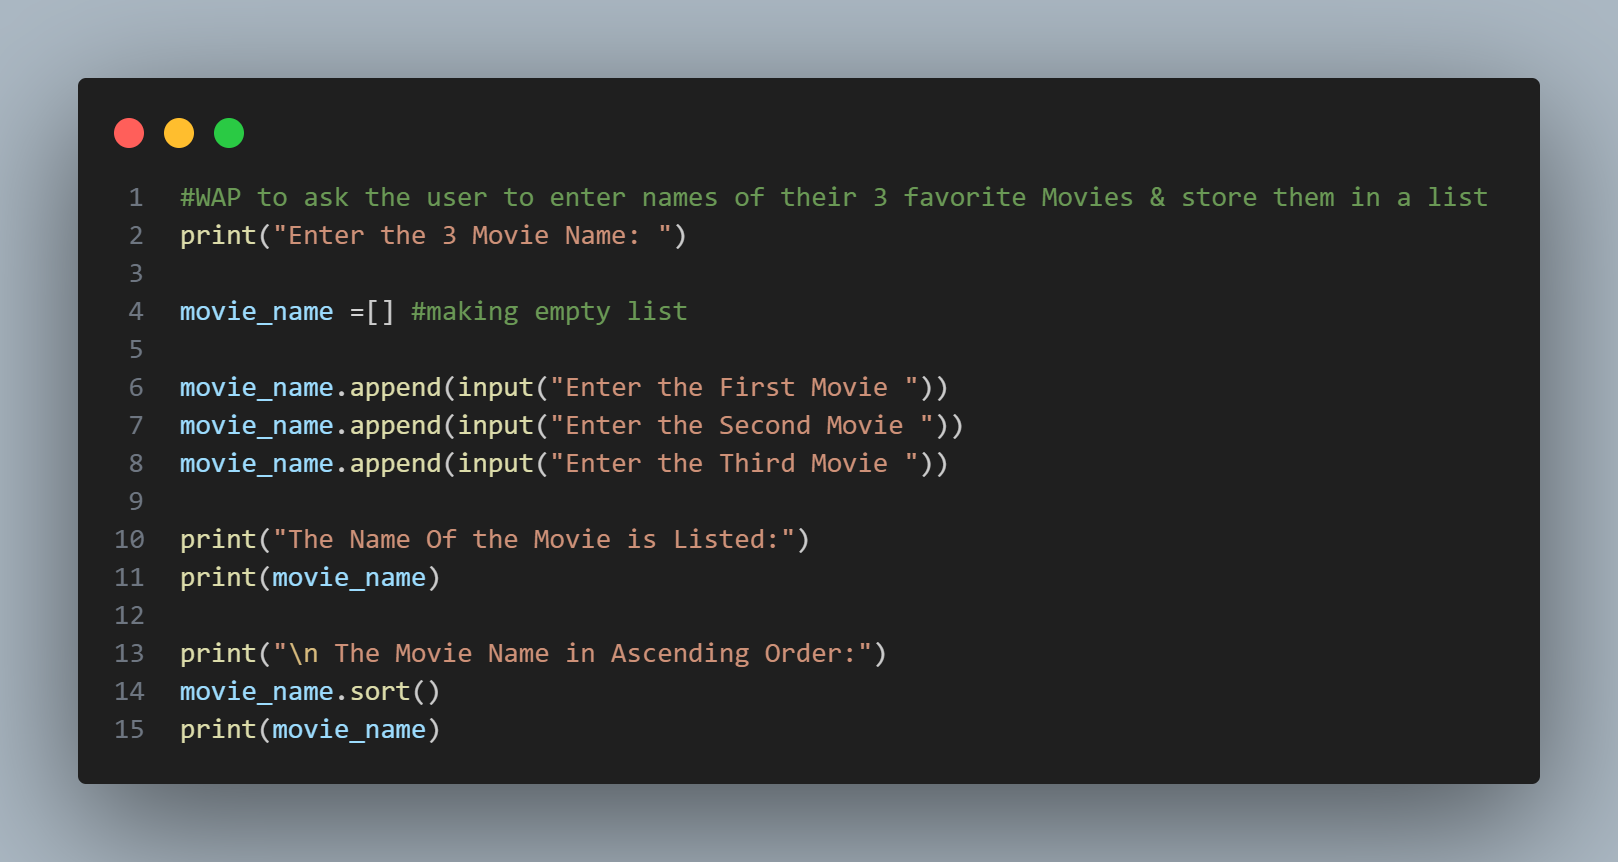 1 #WAP to ask the user to enter names of their 3 favorite Movies & store them in a list
2 print("Enter the 3 Movie Name: ")
3
4 movie_name =[] #making empty list
5
6 movie_name.append(input("Enter the First Movie "))
7 movie_name.append(input("Enter the Second Movie "))
8 movie_name.append(input("Enter the Third Movie "))
9
10 print("The Name Of the Movie is Listed:")
11 print(movie_name)
12
13 print("\n The Movie Name in Ascending Order:")
14 movie_name.sort()
15 print(movie_name)